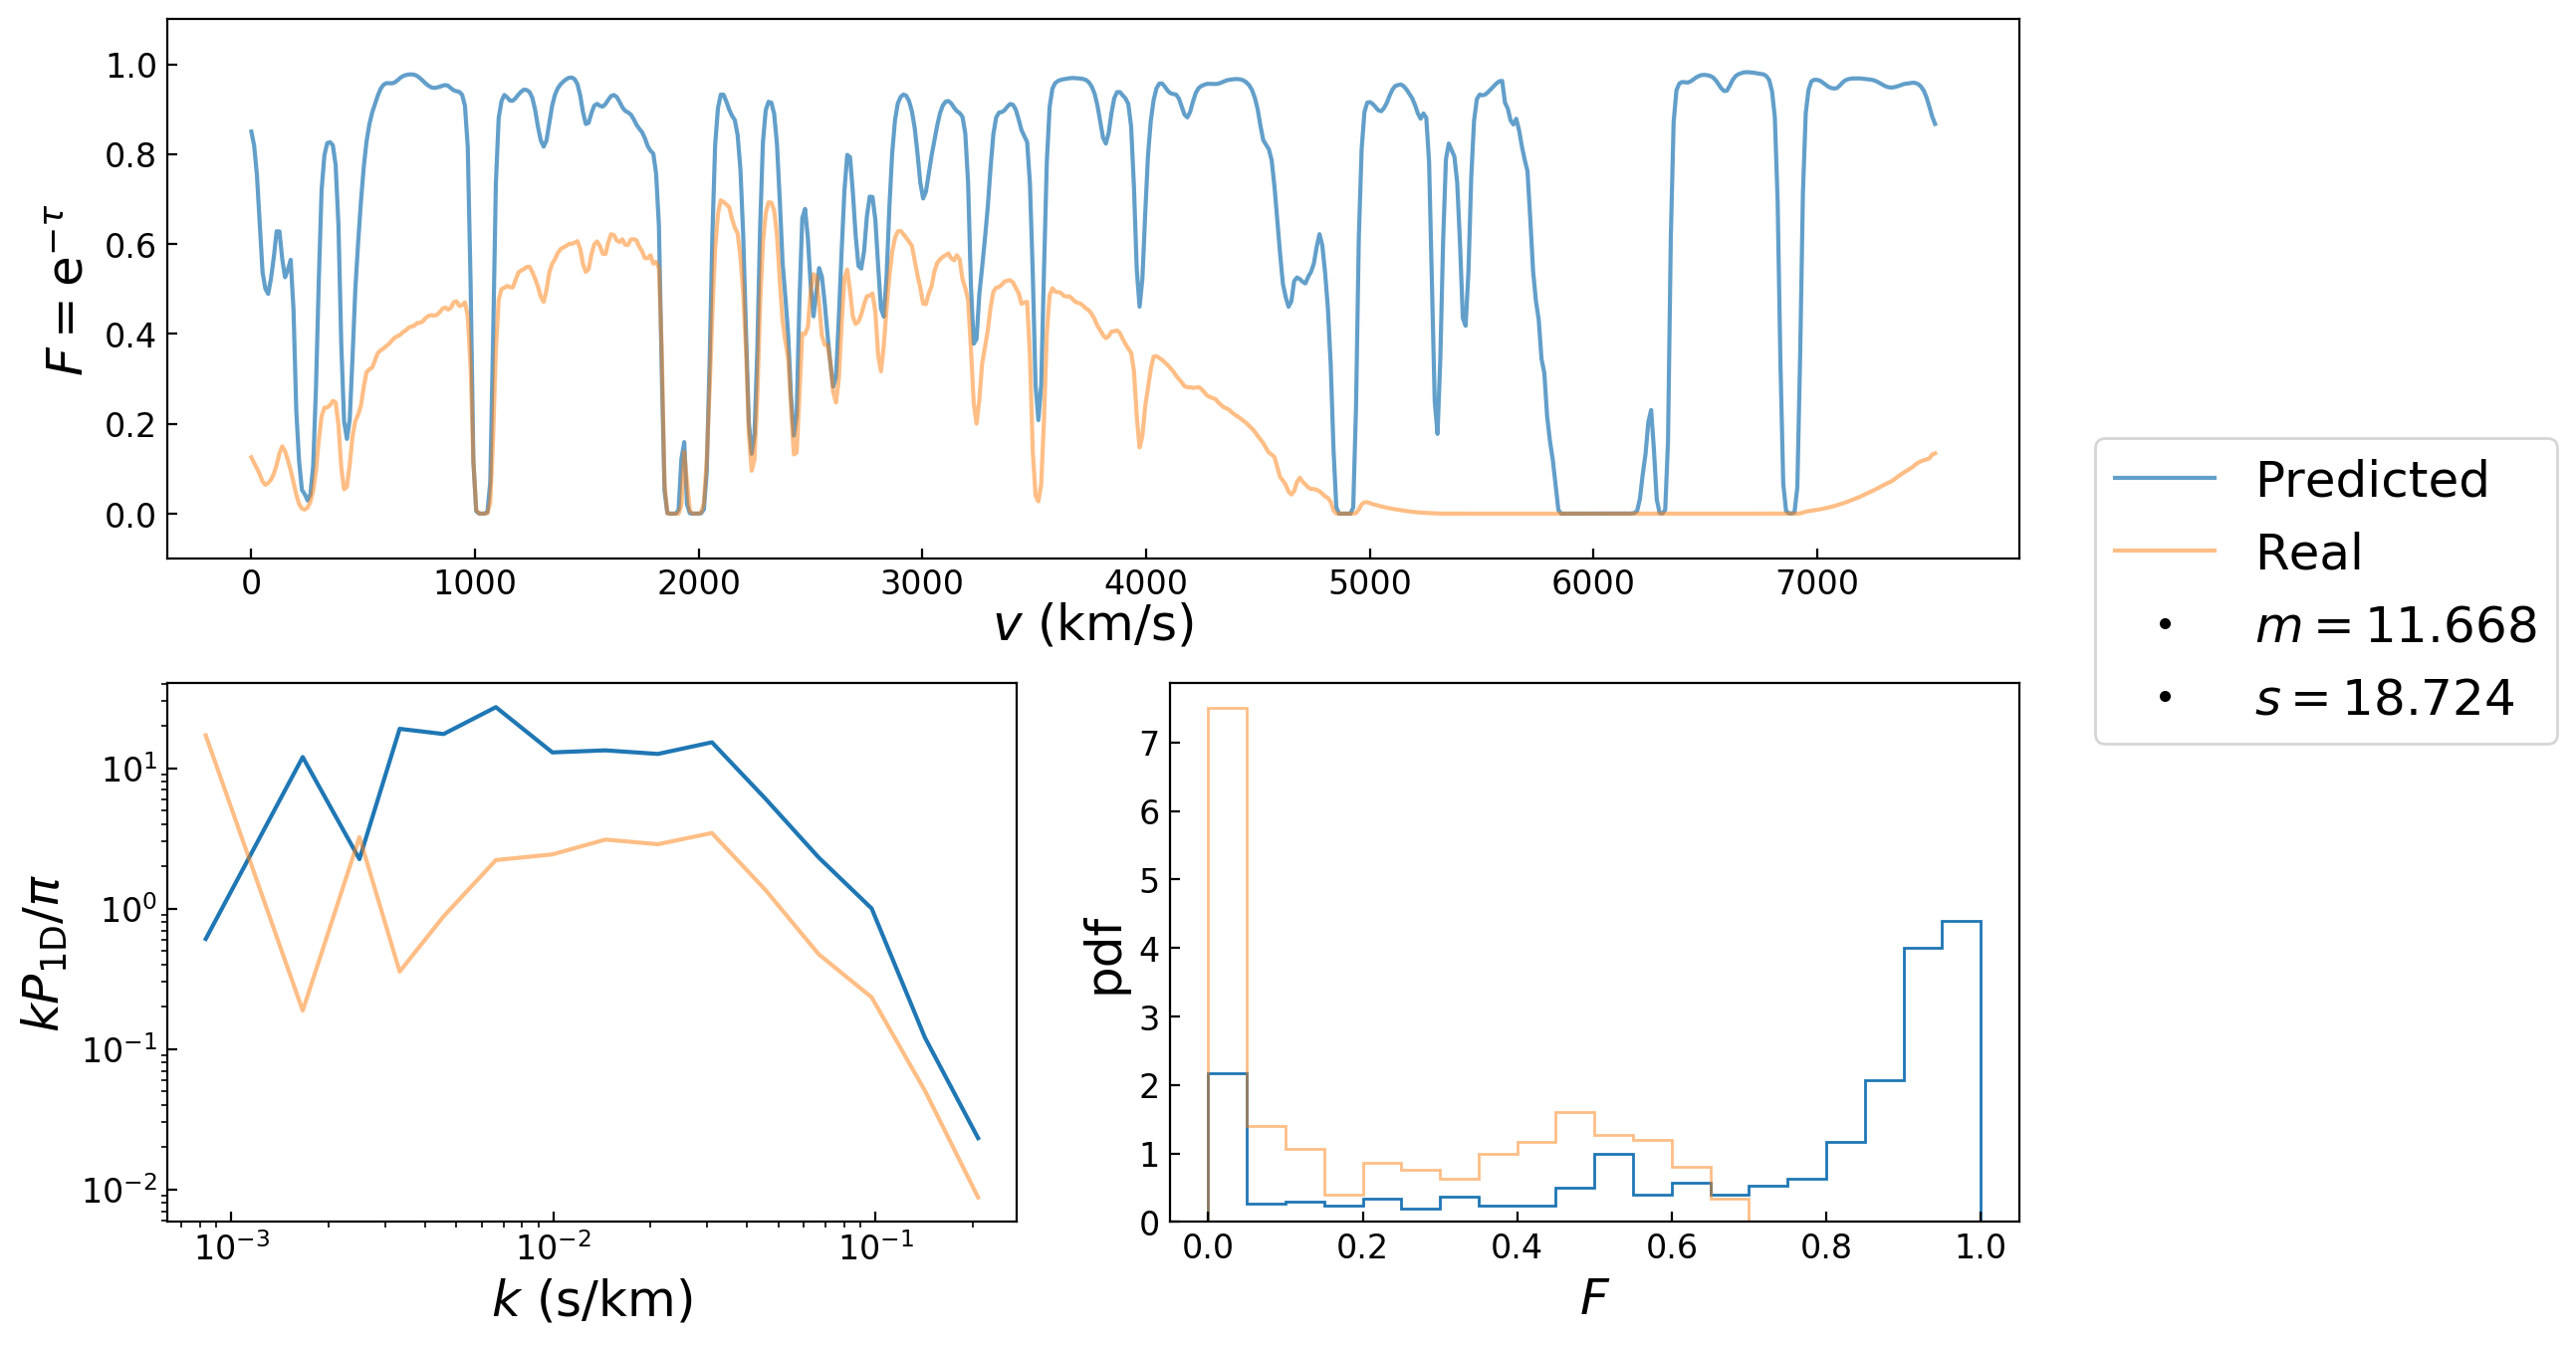 F = e^{-τ}
1.0
0.8
0.6
0.4
0.2
0.0
0 1000 2000 3000 4000 5000 6000 7000
v (km/s)
Predicted
Real
m = 11.668
s = 18.724
kP_{1D}/π
10^1
10^0
10^{-1}
10^{-2}
10^{-3} 10^{-2} 10^{-1}
k (s/km)
pdf
7
6
5
4
3
2
1
0
0.0 0.2 0.4 0.6 0.8 1.0
F